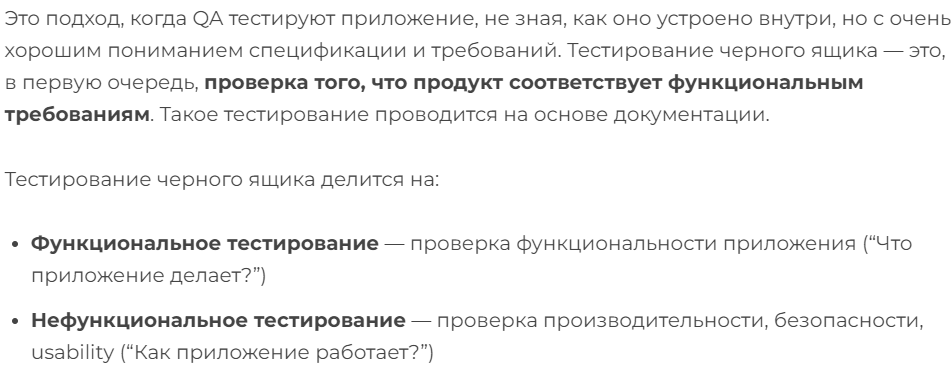 Это подход, когда QA тестируют приложение, не зная, как оно устроено внутри, но с очень
хорошим пониманием спецификации и требований. Тестирование черного ящика — это,
в первую очередь, проверка того, что продукт соответствует функциональным
требованиям. Такое тестирование проводится на основе документации.
Тестирование черного ящика делится на:
• Функциональное тестирование — проверка функциональности приложения (“Что
приложение делает?”)
• Нефункциональное тестирование — проверка производительности, безопасности,
usability (“Как приложение работает?”)